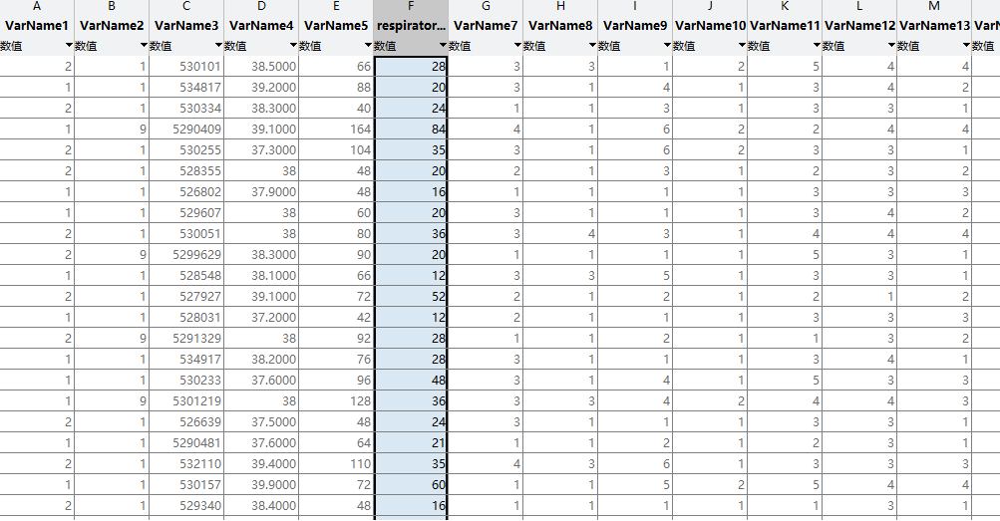 A B C D E F G H I J K L M
VarName1 VarName2 VarName3 VarName4 VarName5 respirator... VarName7 VarName8 VarName9 VarName10 VarName11 VarName12 VarName13 VarN
数值 数值 数值 数值 数值 数值 数值 数值 数值 数值 数值 数值 数值 数值
2 1 530101 38.5000 66 28 3 3 1 2 5 4 4
1 1 534817 39.2000 88 20 3 1 4 1 3 4 2
2 1 530334 38.3000 40 24 1 1 3 1 3 3 1
1 9 5290409 39.1000 164 84 4 1 6 2 2 4 4
2 1 530255 37.3000 104 35 3 1 6 2 3 3 1
2 1 528355 38 48 20 2 1 3 1 2 3 2
1 1 526802 37.9000 48 16 1 1 1 1 3 3 3
1 1 529607 38 60 20 3 1 1 1 3 4 2
2 1 530051 38 80 36 3 4 3 1 4 4 4
2 9 5299629 38.3000 90 20 1 1 1 1 5 3 1
1 1 528548 38.1000 66 12 3 3 5 1 3 3 1
2 1 527927 39.1000 72 52 2 1 2 1 2 1 2
1 1 528031 37.2000 42 12 2 1 1 1 3 3 3
2 9 5291329 38 92 28 1 1 2 1 1 3 2
1 1 534917 38.2000 76 28 3 1 1 1 3 4 1
1 1 530233 37.6000 96 48 3 1 4 1 5 3 3
1 9 5301219 38 128 36 3 3 4 2 4 4 3
2 1 526639 37.5000 48 24 3 1 1 1 3 3 1
1 1 5290481 37.6000 64 21 1 1 2 1 2 3 1
2 1 532110 39.4000 110 35 4 3 6 1 3 3 3
1 1 530157 39.9000 72 60 1 1 5 2 5 4 4
2 1 529340 38.4000 48 16 1 1 1 1 1 3 1